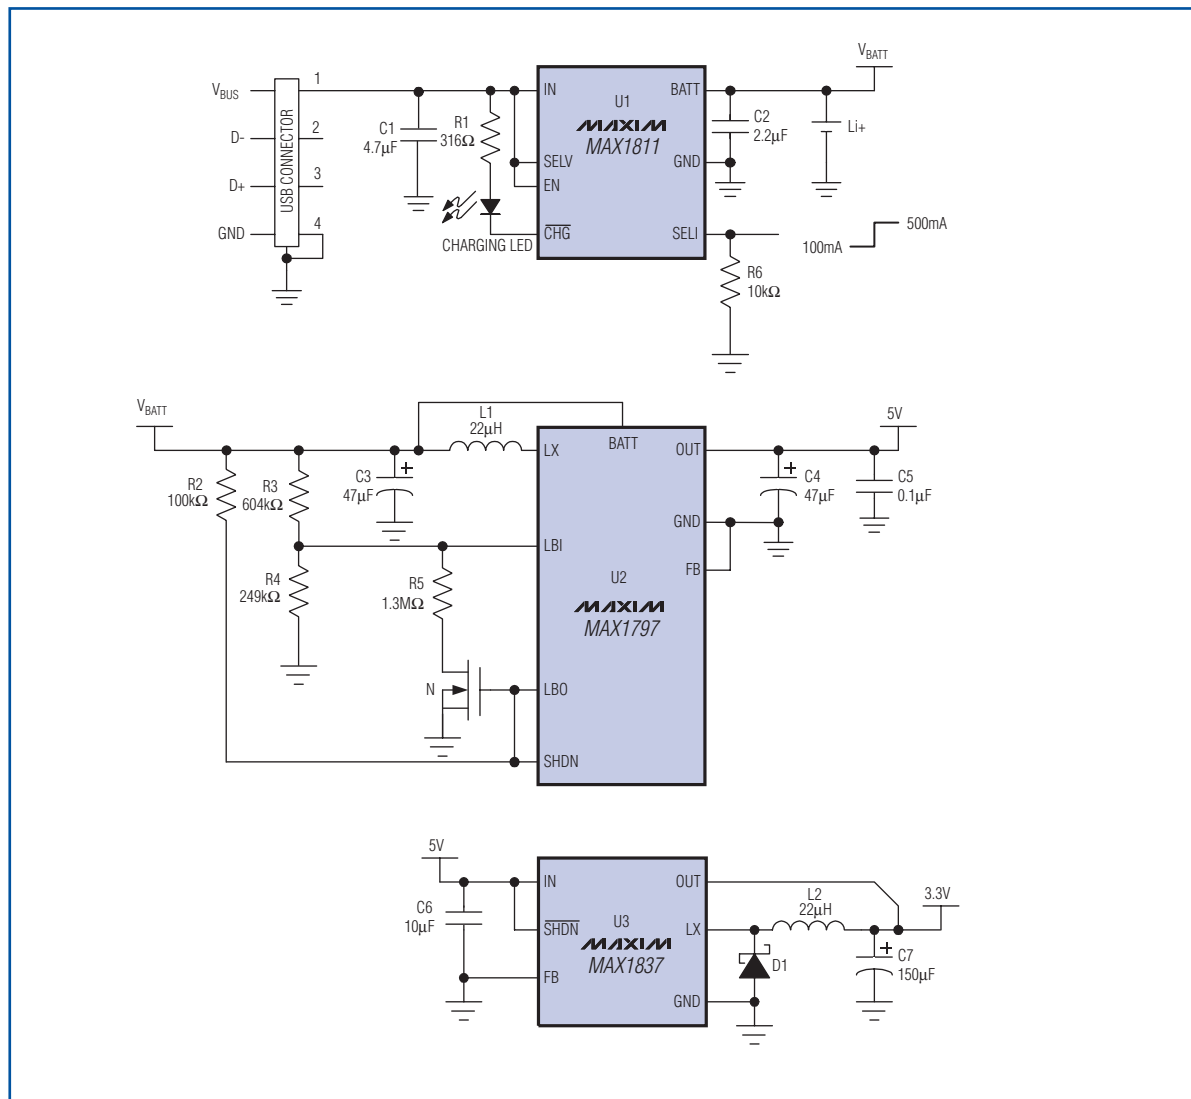 V_BATT
V_BUS
1
IN
U1
MAXIM
MAX1811
BATT
C1
4.7µF
R1
316Ω
C2
2.2µF
Li+
D-
2
USB CONNECTOR
SELV
GND
D+
3
EN
GND
4
CHARGING LED
CHG
SELI
100mA
500mA
R6
10kΩ
V_BATT
L1
22µH
LX
BATT
OUT
5V
R2
100kΩ
R3
604kΩ
C3
47µF
+
+
C4
47µF
C5
0.1µF
GND
LBI
FB
R4
249kΩ
R5
1.3MΩ
U2
MAXIM
MAX1797
N
LBO
SHDN
5V
IN
OUT
L2
22µH
3.3V
C6
10µF
SHDN
U3
MAXIM
MAX1837
LX
+
C7
150µF
D1
FB
GND